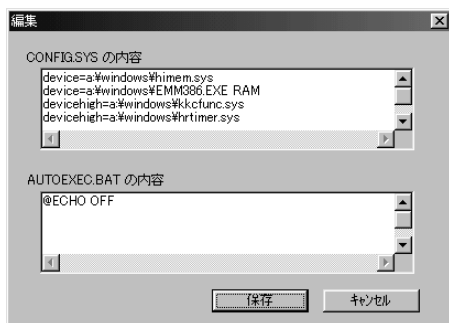 編集
CONFIG.SYS の内容
device=a:¥windows¥himem.sys
device=a:¥windows¥EMM386.EXE RAM
devicehigh=a:¥windows¥kkcfunc.sys
devicehigh=a:¥windows¥hrtimer.sys
AUTOEXEC.BAT の内容
@ECHO OFF
保存 ｷｬﾝｾﾙ